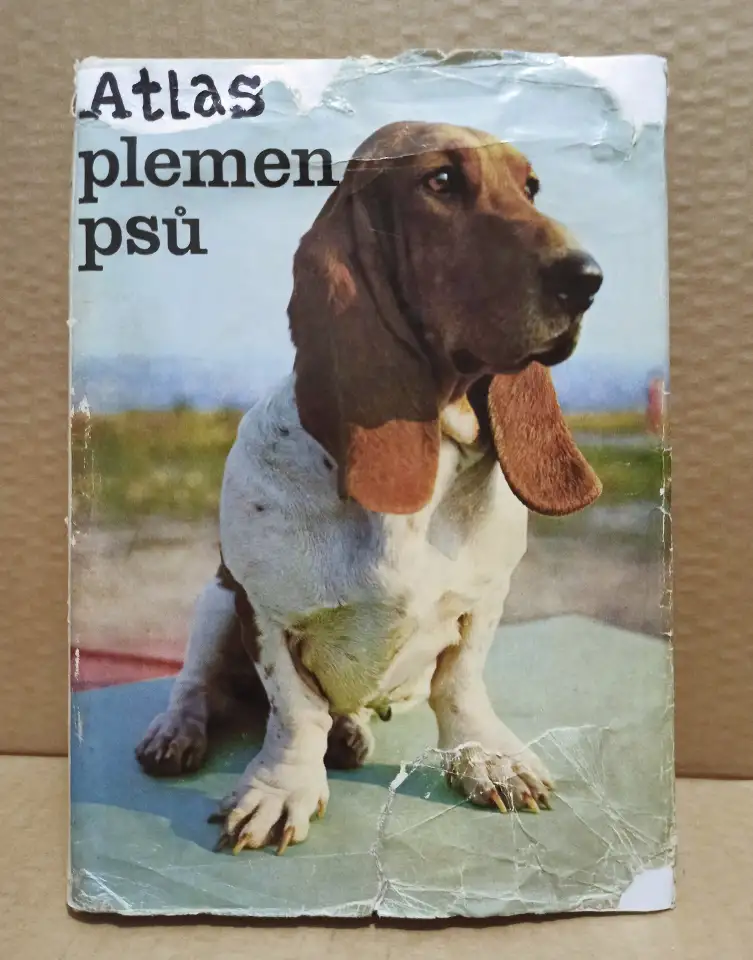 Atlas
plemen
psů